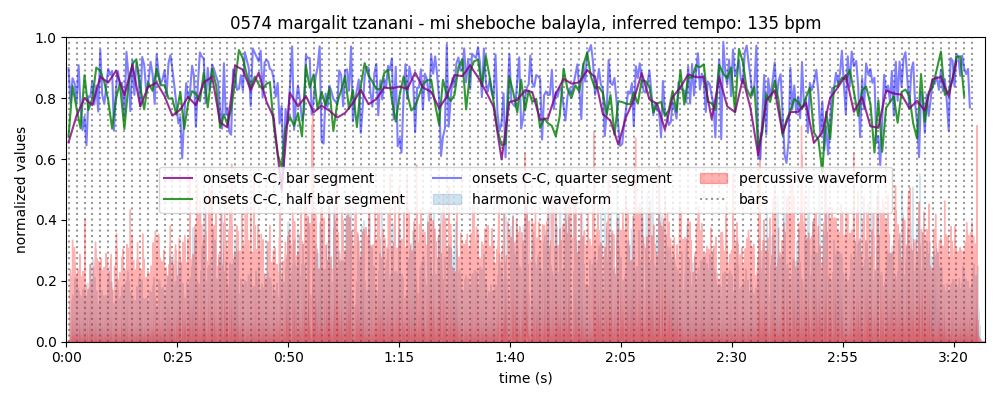 0574 margalit tzanani - mi sheboche balayla, inferred tempo: 135 bpm
1.0
0.8
0.6
0.4
0.2
0.0
normalized values
onsets C-C, bar segment
onsets C-C, half bar segment
onsets C-C, quarter segment
harmonic waveform
percussive waveform
bars
0:00 0:25 0:50 1:15 1:40 2:05 2:30 2:55 3:20
time (s)